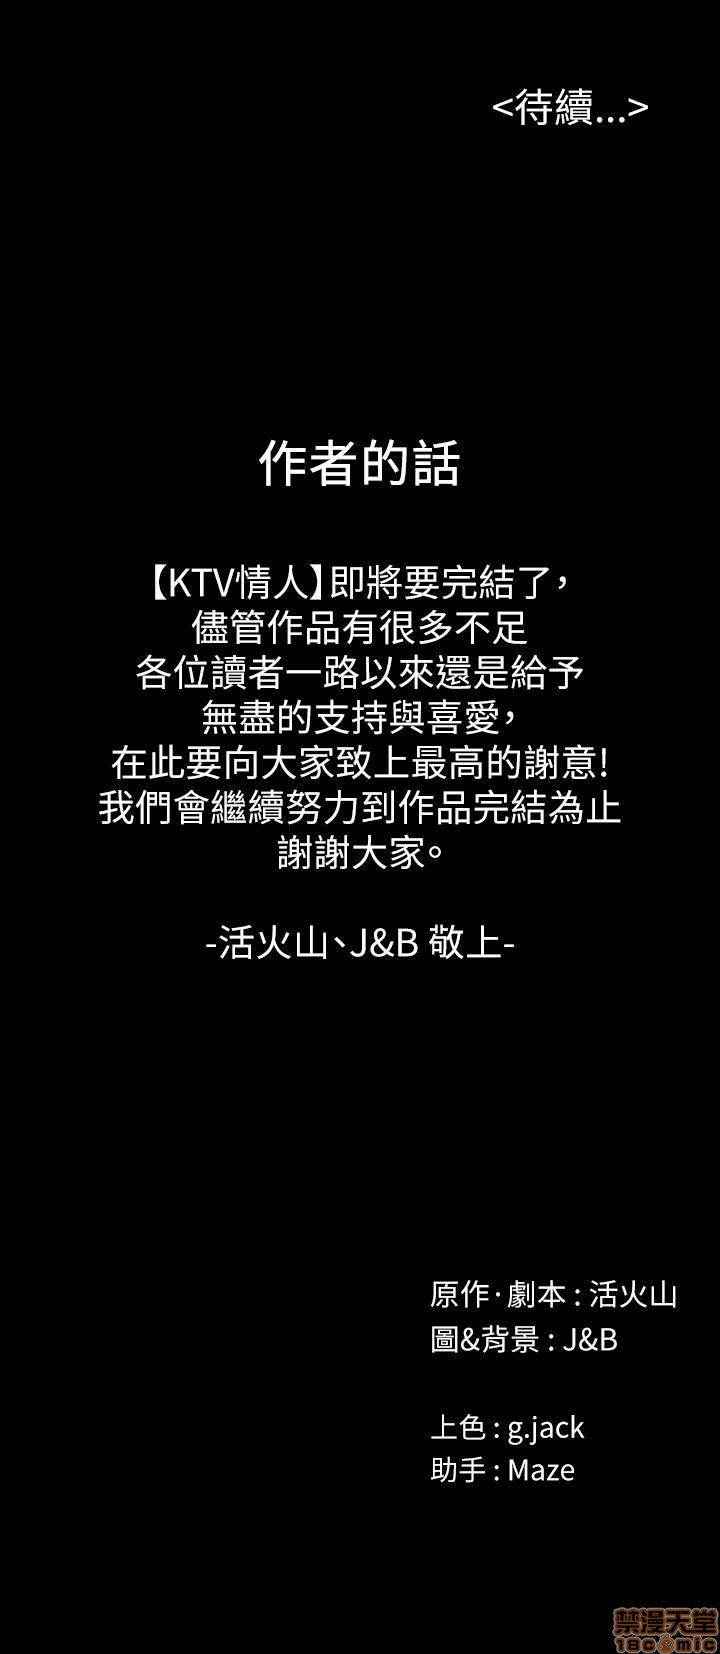 <待續...>
作者的話
【KTV情人】即將要完結了，
儘管作品有很多不足
各位讀者一路以來還是給予
無盡的支持與喜愛，
在此要向大家致上最高的謝意!
我們會繼續努力到作品完結為止
謝謝大家。
-活火山、J&B 敬上-
原作·劇本 : 活火山
圖&背景 : J&B
上色 : g.jack
助手 : Maze
禁漫天堂
18comic